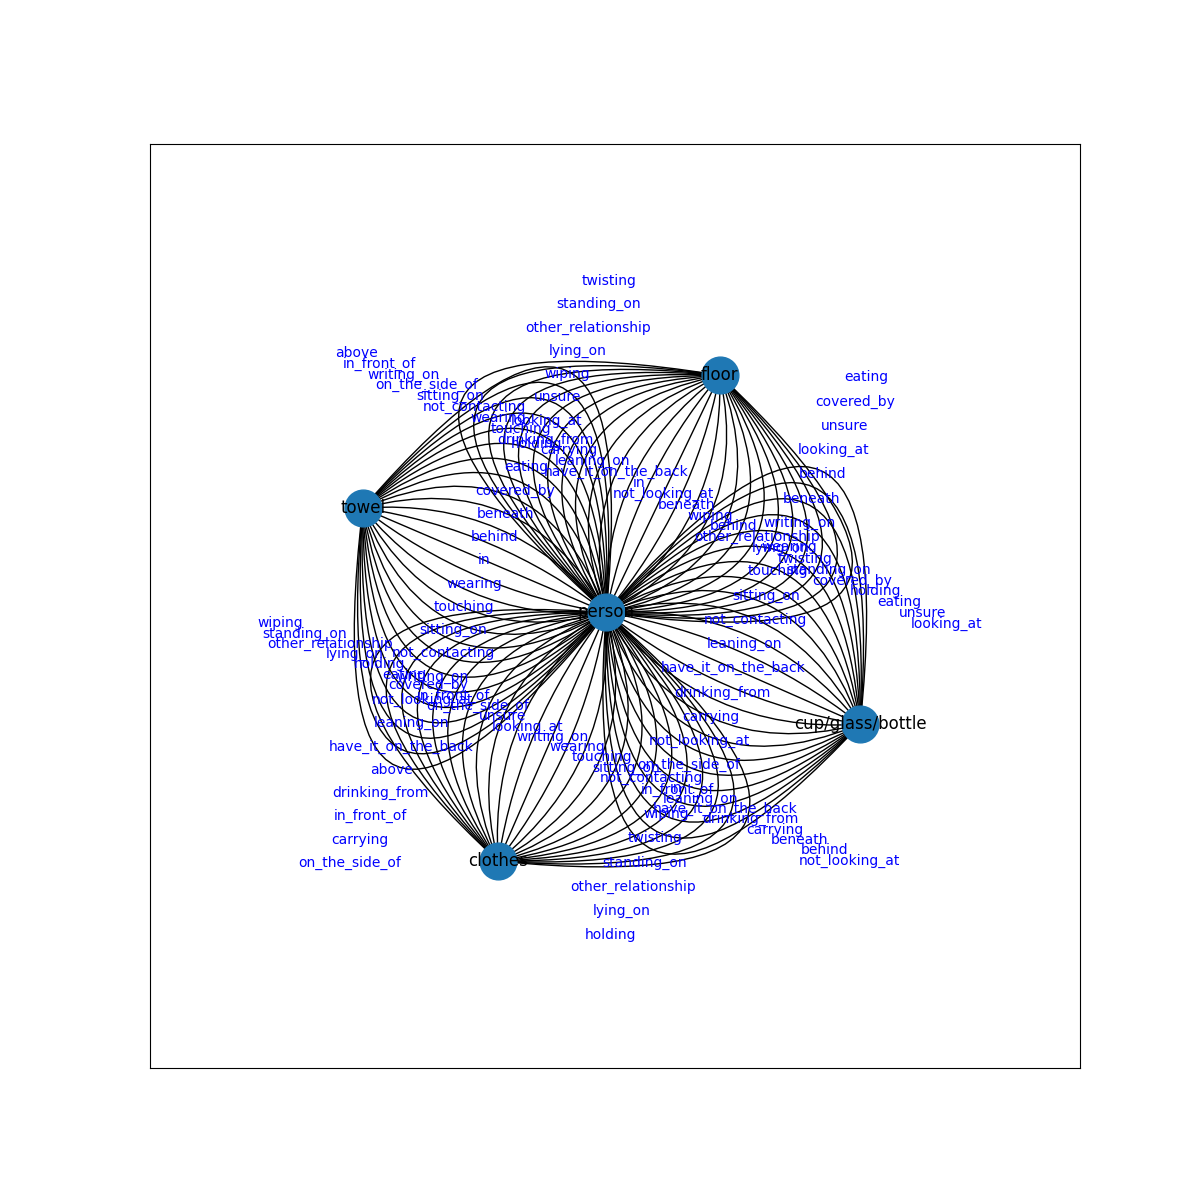 twisting
standing_on
other_relationship
lying_on
above
in_front_of
writing_on
wiping
floor
eating
on_the_side_of
sitting_on
unsure
covered_by
not_contacting
wearing
looking_at
unsure
touching
drinking_from
holding
carrying
looking_at
leaning_on
eating
have_it_on_the_back
behind
in
covered_by
not_looking_at
beneath
beneath
towel
beneath
wiping
writing_on
behind
behind
other_relationship
wearing
lying_on
in
twisting
touching
standing_on
wearing
covered_by
holding
sitting_on
eating
touching
person
unsure
not_contacting
looking_at
wiping
sitting_on
standing_on
other_relationship
leaning_on
lying_on
not_contacting
holding
have_it_on_the_back
eating
writing_on
covered_by
in_front_of
drinking_from
not_looking_at
on_the_side_of
unsure
carrying
leaning_on
looking_at
cup/glass/bottle
writing_on
not_looking_at
have_it_on_the_back
wearing
touching
on_the_side_of
above
sitting_on
not_contacting
drinking_from
in_front_of
leaning_on
have_it_on_the_back
in_front_of
wiping
drinking_from
carrying
carrying
twisting
beneath
behind
clothes
on_the_side_of
standing_on
not_looking_at
other_relationship
lying_on
holding